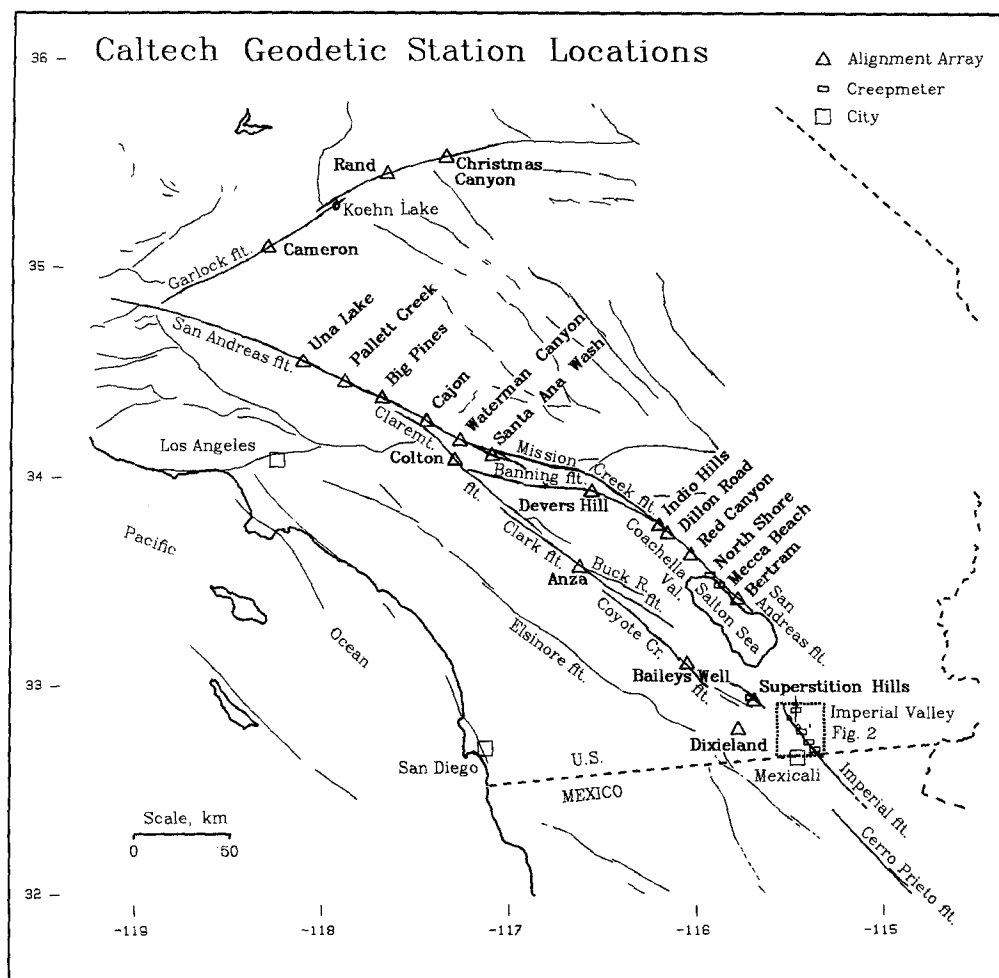 Caltech Geodetic Station Locations
Alignment Array
Creepmeter
City
36
35
34
33
32
-119
-118
-117
-116
-115
Rand
Christmas
Canyon
Koehn Lake
Cameron
Garlock flt.
San Andreas flt.
Una Lake
Pallett Creek
Big Pines
Cajon
Waterman Canyon
Santa Ana Wash
Claremt.
flt.
Los Angeles
Colton
Mission Creek flt.
Banning flt.
Devers Hill
Indio Hills
Dillon Road
Red Canyon
North Shore
Mecca Beach
Bertram
Coachella
Val.
San
Andreas flt.
Salton Sea
Clark flt.
Anza
Buck R. flt.
Coyote Cr.
flt.
Elsinore flt.
Pacific
Ocean
Baileys Well
Superstition Hills
Imperial Valley
Fig. 2
Dixieland
San Diego
U.S.
MEXICO
Mexicali
Imperial flt.
Cerro Prieto flt.
Scale, km
0 50